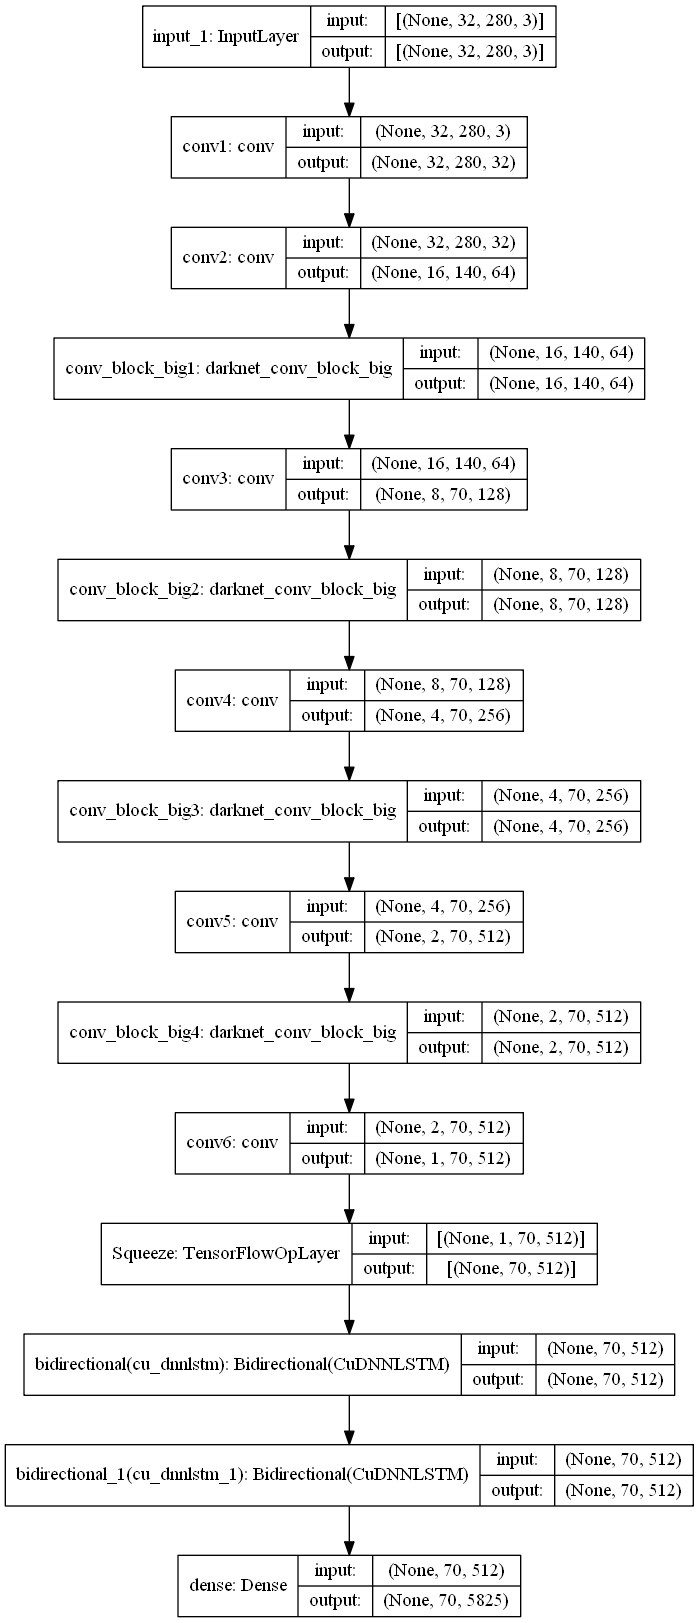 input_1: InputLayer
input: [(None, 32, 280, 3)]
output: [(None, 32, 280, 3)]
conv1: conv
input: (None, 32, 280, 3)
output: (None, 32, 280, 32)
conv2: conv
input: (None, 32, 280, 32)
output: (None, 16, 140, 64)
conv_block_big1: darknet_conv_block_big
input: (None, 16, 140, 64)
output: (None, 16, 140, 64)
conv3: conv
input: (None, 16, 140, 64)
output: (None, 8, 70, 128)
conv_block_big2: darknet_conv_block_big
input: (None, 8, 70, 128)
output: (None, 8, 70, 128)
conv4: conv
input: (None, 8, 70, 128)
output: (None, 4, 70, 256)
conv_block_big3: darknet_conv_block_big
input: (None, 4, 70, 256)
output: (None, 4, 70, 256)
conv5: conv
input: (None, 4, 70, 256)
output: (None, 2, 70, 512)
conv_block_big4: darknet_conv_block_big
input: (None, 2, 70, 512)
output: (None, 2, 70, 512)
conv6: conv
input: (None, 2, 70, 512)
output: (None, 1, 70, 512)
Squeeze: TensorFlowOpLayer
input: [(None, 1, 70, 512)]
output: [(None, 70, 512)]
bidirectional(cu_dnnlstm): Bidirectional(CuDNNLSTM)
input: (None, 70, 512)
output: (None, 70, 512)
bidirectional_1(cu_dnnlstm_1): Bidirectional(CuDNNLSTM)
input: (None, 70, 512)
output: (None, 70, 512)
dense: Dense
input: (None, 70, 512)
output: (None, 70, 5825)